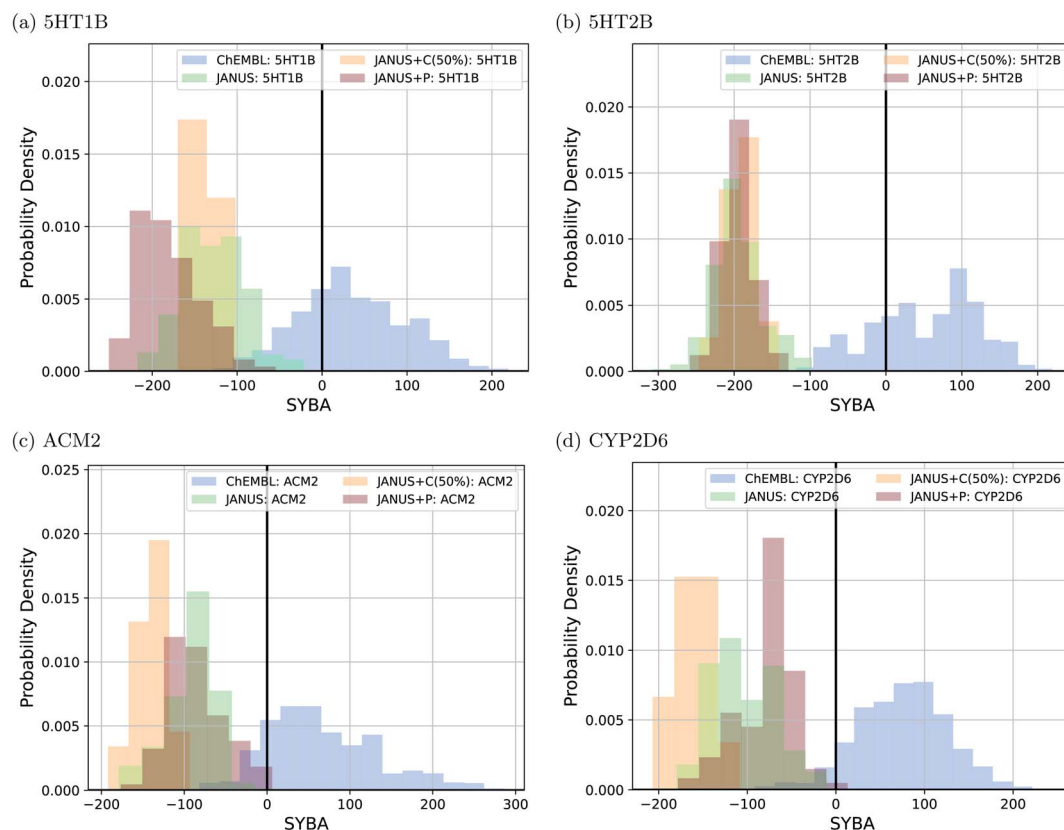 (a) 5HT1B
ChEMBL: 5HT1B
JANUS: 5HT1B
JANUS+C(50%): 5HT1B
JANUS+P: 5HT1B
0.020
0.015
0.010
0.005
0.000
Probability Density
−200 −100 0 100 200
SYBA
(b) 5HT2B
ChEMBL: 5HT2B
JANUS: 5HT2B
JANUS+C(50%): 5HT2B
JANUS+P: 5HT2B
0.020
0.015
0.010
0.005
0.000
Probability Density
−300 −200 −100 0 100 200
SYBA
(c) ACM2
ChEMBL: ACM2
JANUS: ACM2
JANUS+C(50%): ACM2
JANUS+P: ACM2
0.025
0.020
0.015
0.010
0.005
0.000
Probability Density
−200 −100 0 100 200 300
SYBA
(d) CYP2D6
ChEMBL: CYP2D6
JANUS: CYP2D6
JANUS+C(50%): CYP2D6
JANUS+P: CYP2D6
0.020
0.015
0.010
0.005
0.000
Probability Density
−200 −100 0 100 200
SYBA